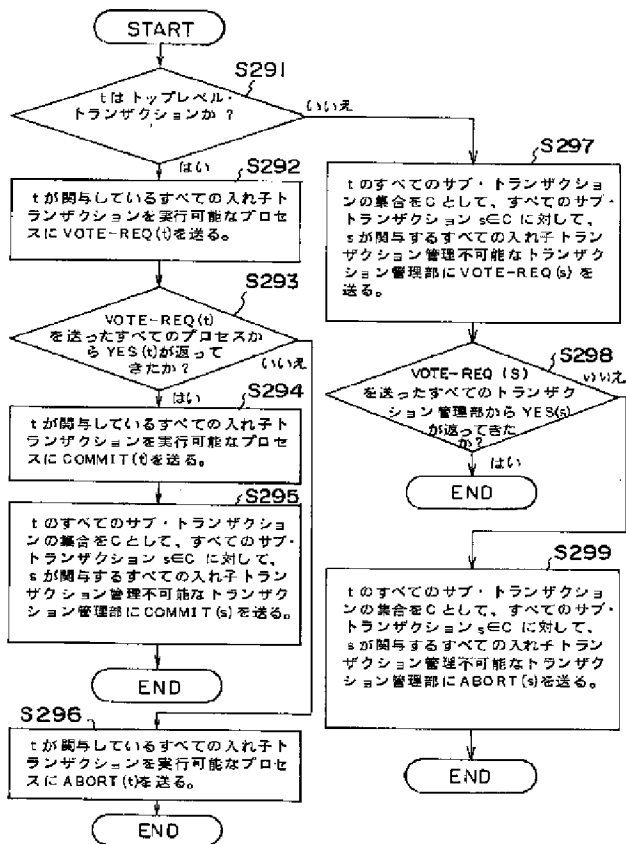 START
S291
tはトップレベル・
トランザクションか?
いいえ
はい
S292
tが関与しているすべての入れ子ト
ランザクションを実行可能なプロセス
にVOTE-REQ(t)を送る。
S293
VOTE-REQ(t)
を送ったすべてのプロセスか
らYES(t)が返って
きたか?
いいえ
はい
S294
tが関与しているすべての入れ子ト
ランザクションを実行可能なプロセ
スにCOMMIT(t)を送る。
S295
tのすべてのサブ・トランザクショ
ンの集合をCとして、すべてのサブ・
トランザクションs∈Cに対して、
sが関与するすべての入れ子トラン
ザクション管理不可能なトランザク
ション管理部にCOMMIT(s)を送る。
END
S296
tが関与しているすべての入れ子ト
ランザクションを実行可能なプロセ
スにABORT(t)を送る。
END
S297
tのすべてのサブ・トランザクショ
ンの集合をCとして、すべてのサブ・
トランザクションs∈Cに対して、
sが関与するすべての入れ子トラン
ザクション管理不可能なトランザク
ション管理部にVOTE-REQ(s)を
送る。
S298
VOTE-REQ(S)
を送ったすべてのトランザク
ション管理部からYES(s)
が返ってきた
か?
いいえ
はい
END
S299
tのすべてのサブ・トランザクショ
ンの集合をCとして、すべてのサブ・
トランザクションs∈Cに対して、
sが関与するすべての入れ子トラン
ザクション管理不可能なトランザク
ション管理部にABORT(s)を送る。
END